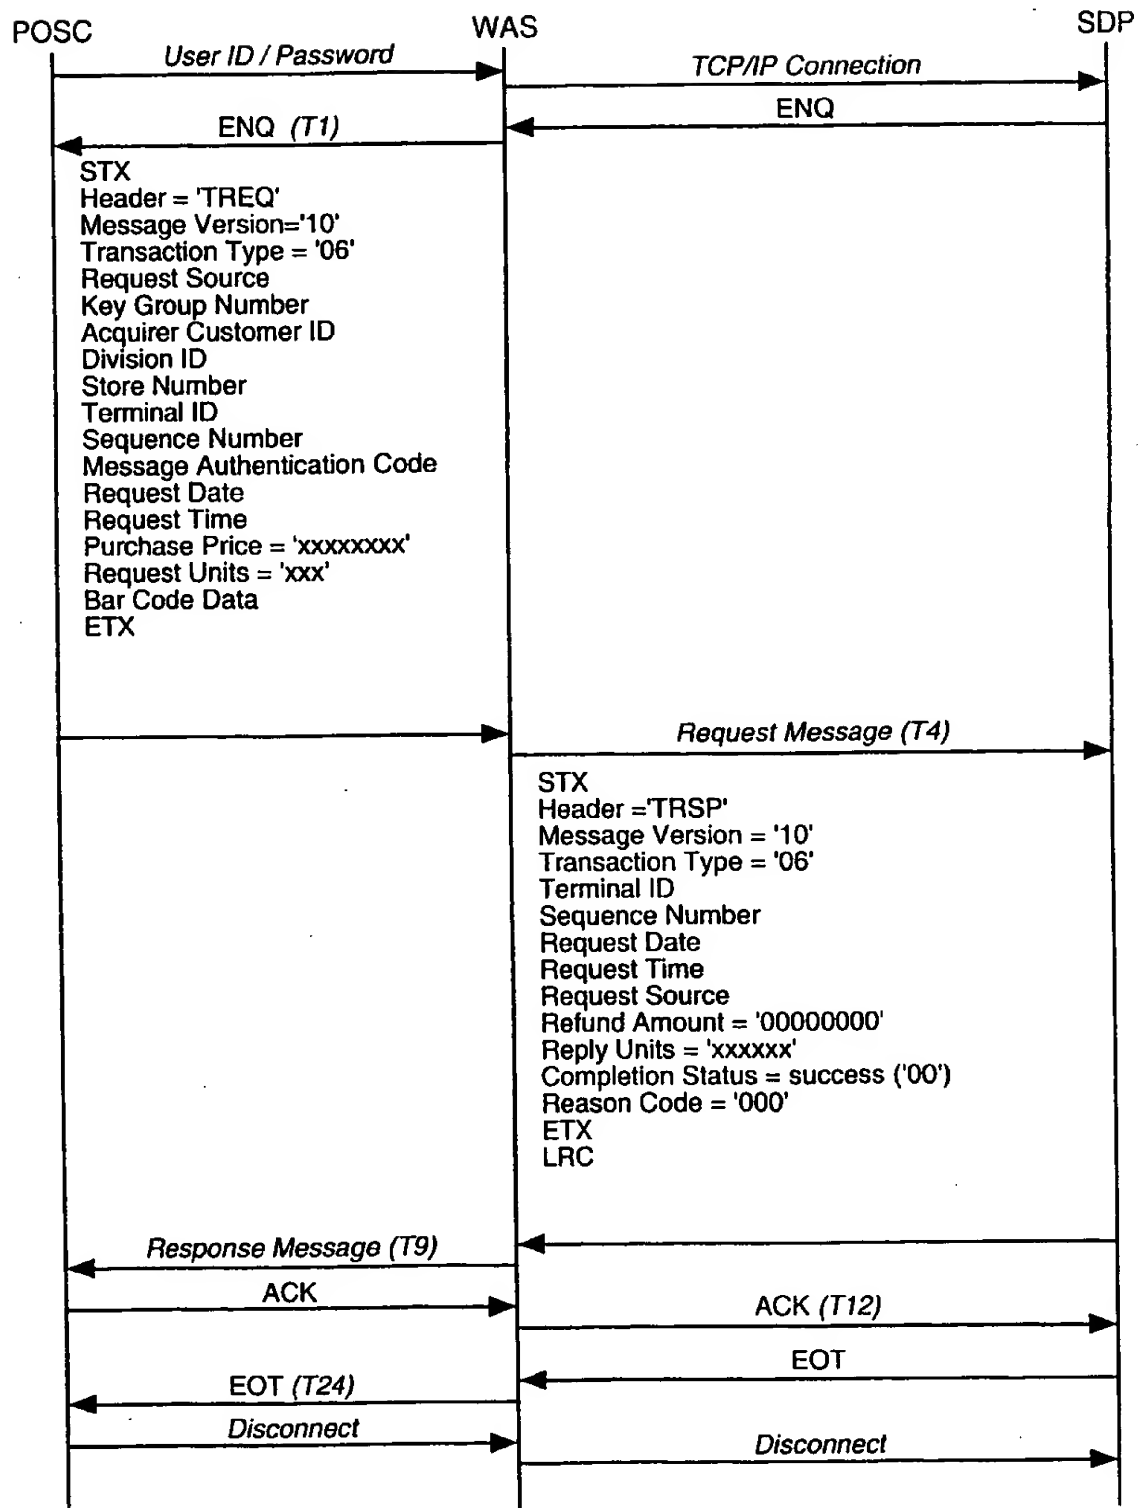 POSC
WAS
SDP
User ID / Password
TCP/IP Connection
ENQ
ENQ (T1)
STX
Header = 'TREQ'
Message Version='10'
Transaction Type = '06'
Request Source
Key Group Number
Acquirer Customer ID
Division ID
Store Number
Terminal ID
Sequence Number
Message Authentication Code
Request Date
Request Time
Purchase Price = 'xxxxxxxx'
Request Units = 'xxx'
Bar Code Data
ETX
Request Message (T4)
STX
Header ='TRSP'
Message Version = '10'
Transaction Type = '06'
Terminal ID
Sequence Number
Request Date
Request Time
Request Source
Refund Amount = '00000000'
Reply Units = 'xxxxxx'
Completion Status = success ('00')
Reason Code = '000'
ETX
LRC
Response Message (T9)
ACK
ACK (T12)
EOT
EOT (T24)
Disconnect
Disconnect